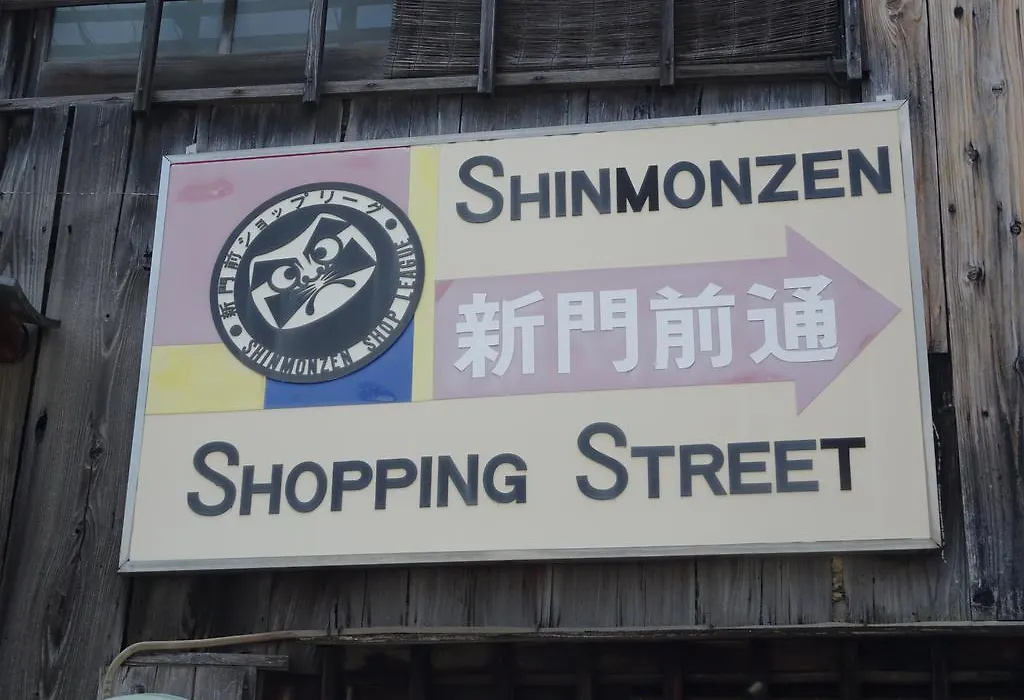 SHINMONZEN
新門前ショップリーグ
SHINMONZEN SHOP LEAGUE
新門前通
SHOPPING STREET